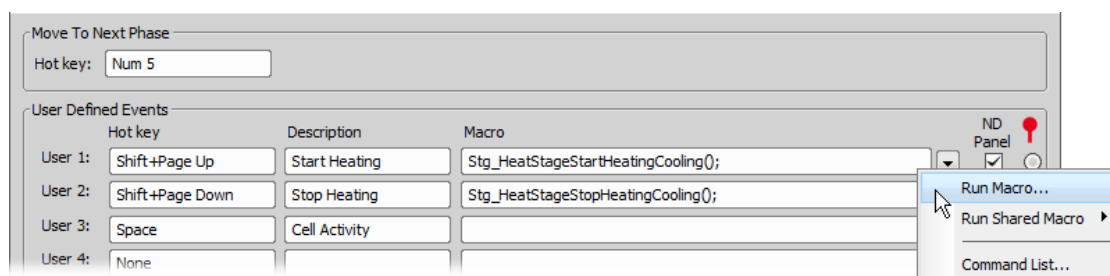 Move To Next Phase
Hot key: Num 5
User Defined Events
Hot key Description Macro ND Panel
User 1: Shift+Page Up Start Heating Stg_HeatStageStartHeatingCooling();
User 2: Shift+Page Down Stop Heating Stg_HeatStageStopHeatingCooling();
User 3: Space Cell Activity
User 4: None
Run Macro...
Run Shared Macro
Command List...